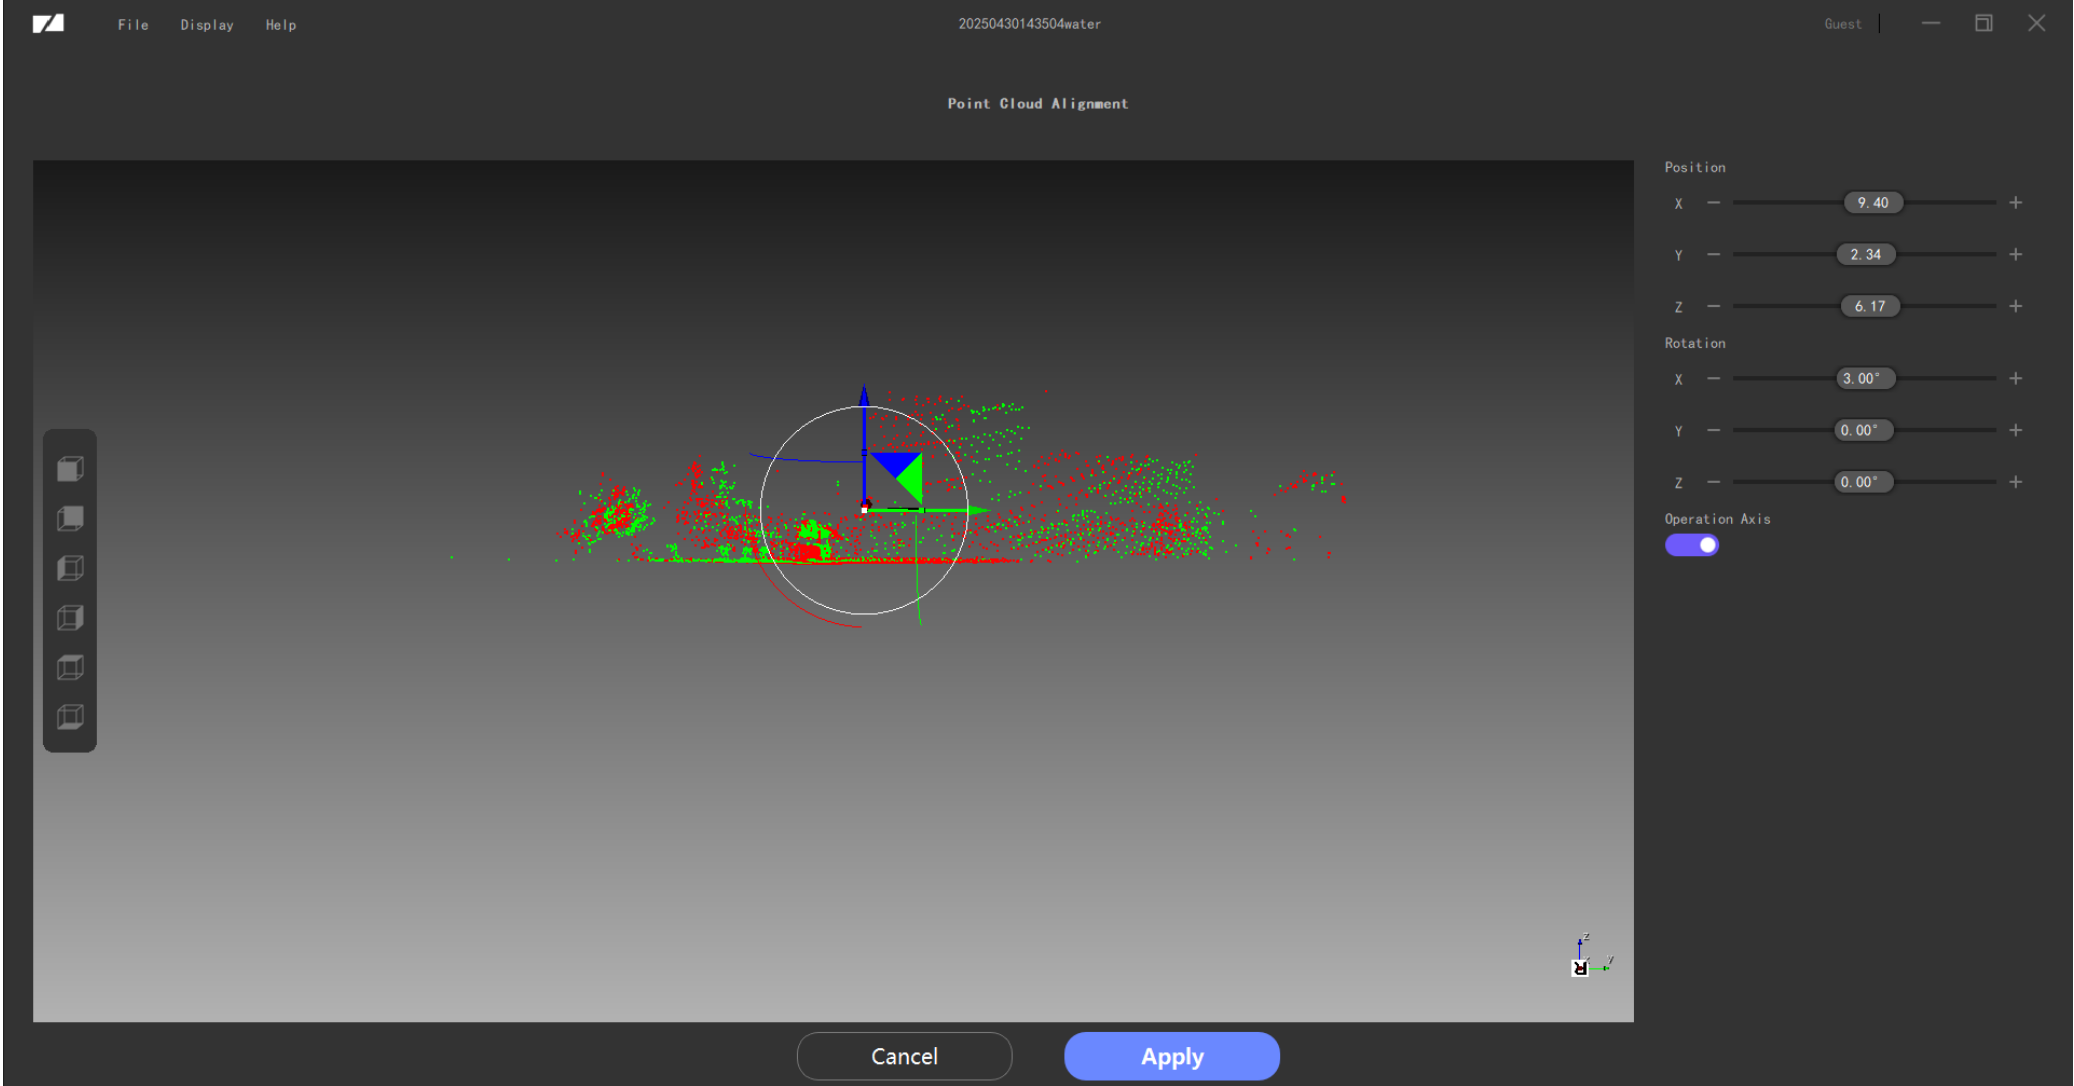 File Display Help
20250430143504water
Guest
Point Cloud Alignment
Position
X 9.40
Y 2.34
Z 6.17
Rotation
X 3.00°
Y 0.00°
Z 0.00°
Operation Axis
Z
R Y
Cancel
Apply